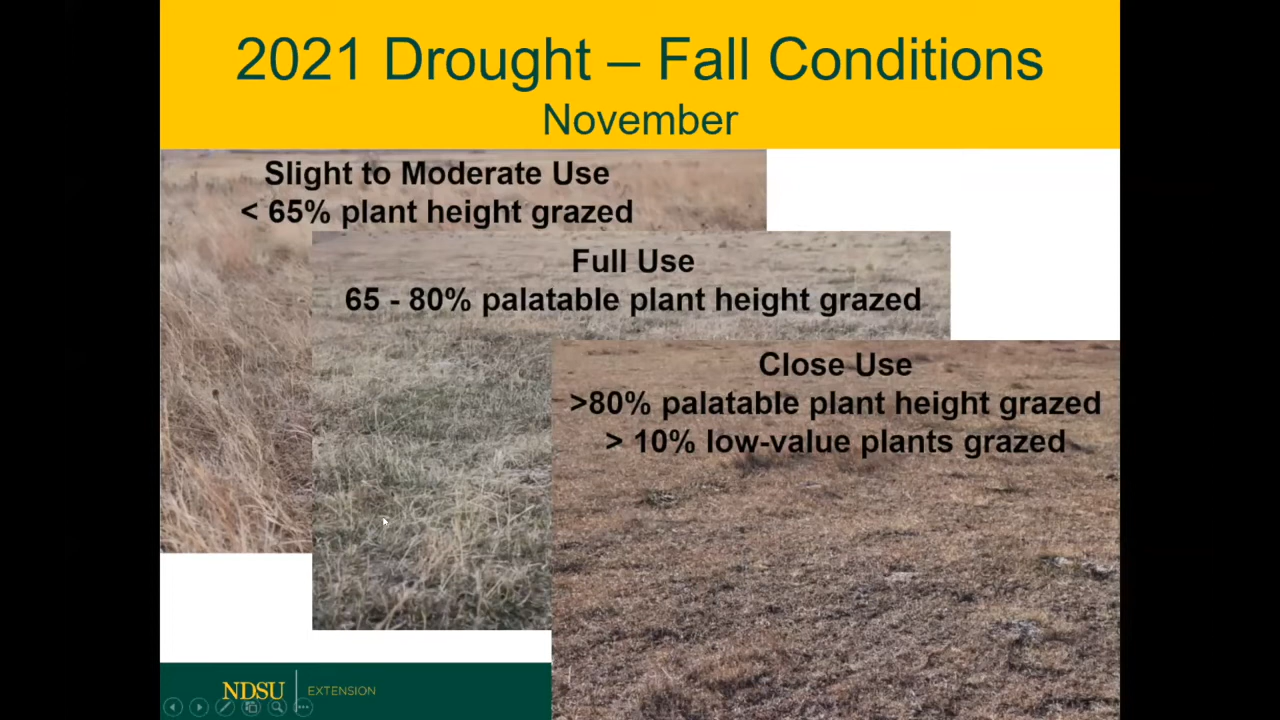 2021 Drought – Fall Conditions
November
Slight to Moderate Use
< 65% plant height grazed
Full Use
65 - 80% palatable plant height grazed
Close Use
>80% palatable plant height grazed
> 10% low-value plants grazed
NDSU EXTENSION